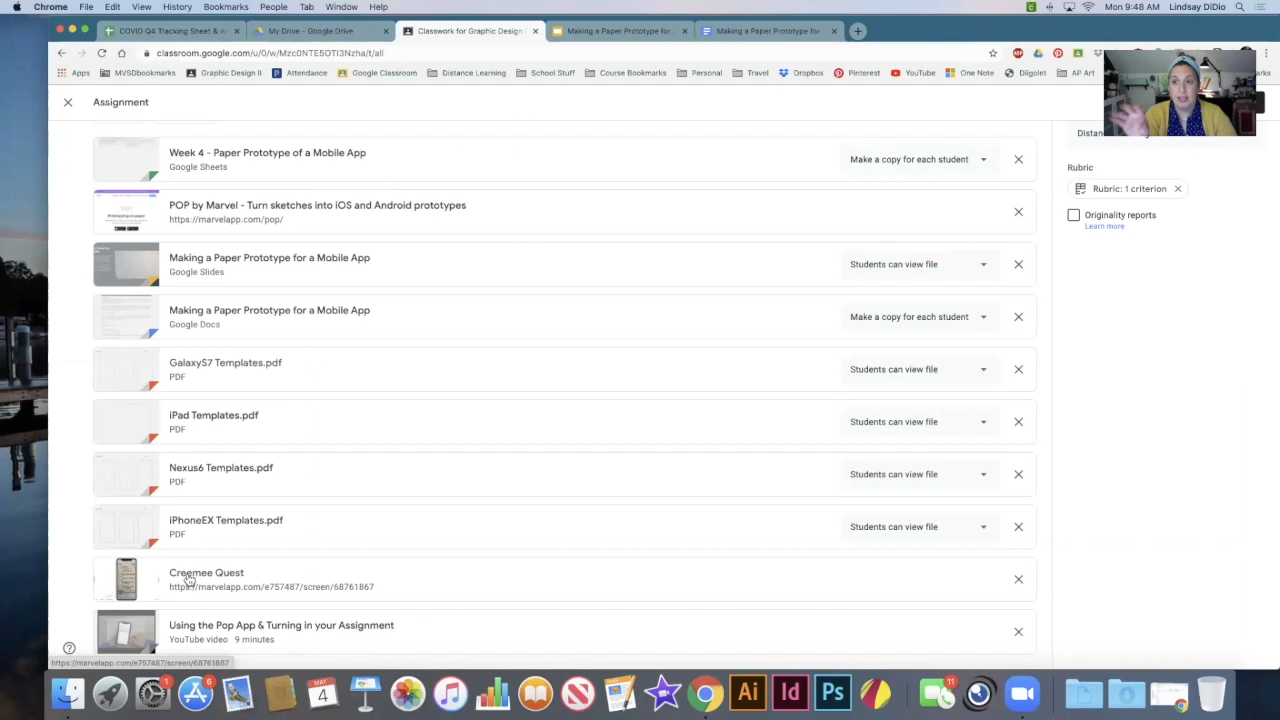 Chrome File Edit View History Bookmarks People Tab Window Help Mon 9:48 AM Lindsay DiDio
COVID Q4 Tracking Sheet & A My Drive - Google Drive Classwork for Graphic Design Making a Paper Prototype for Making a Paper Prototype for
classroom.google.com/u/0/w/Mzc0NTE5OTI3Nzha/t/all
Apps MVSDbookmarks Graphic Design II Attendance Google Classroom Distance Learning School Stuff Course Bookmarks Personal Travel Dropbox Pinterest YouTube One Note Diigolet AP Art
Assignment
Week 4 - Paper Prototype of a Mobile App
Google Sheets
Make a copy for each student
POP by Marvel - Turn sketches into iOS and Android prototypes
https://marvelapp.com/pop/
Making a Paper Prototype for a Mobile App
Google Slides
Students can view file
Making a Paper Prototype for a Mobile App
Google Docs
Make a copy for each student
GalaxyS7 Templates.pdf
PDF
Students can view file
iPad Templates.pdf
PDF
Students can view file
Nexus6 Templates.pdf
PDF
Students can view file
iPhoneEX Templates.pdf
PDF
Students can view file
Creemee Quest
https://marvelapp.com/e757487/screen/68761867
Using the Pop App & Turning in your Assignment
YouTube video 9 minutes
Rubric
Rubric: 1 criterion
Originality reports
Learn more
https://marvelapp.com/e757487/screen/68761867
1
6
MAY
4
Ai Id Ps
11